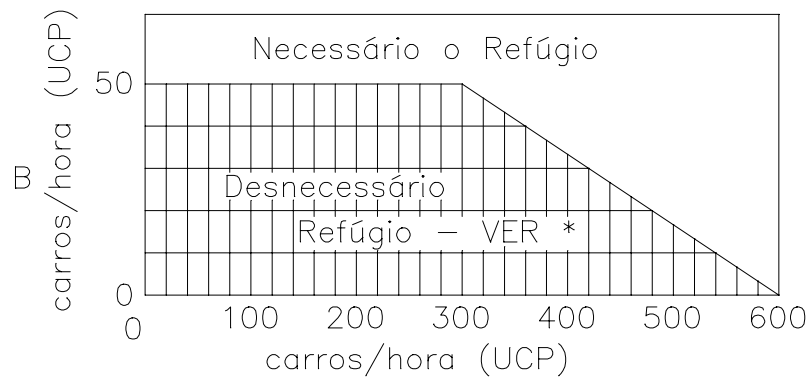 Necessário o Refúgio
carros/hora (UCP)
50
B
Desnecessário
Refúgio – VER *
0
0
100
200
300
400
500
600
carros/hora (UCP)